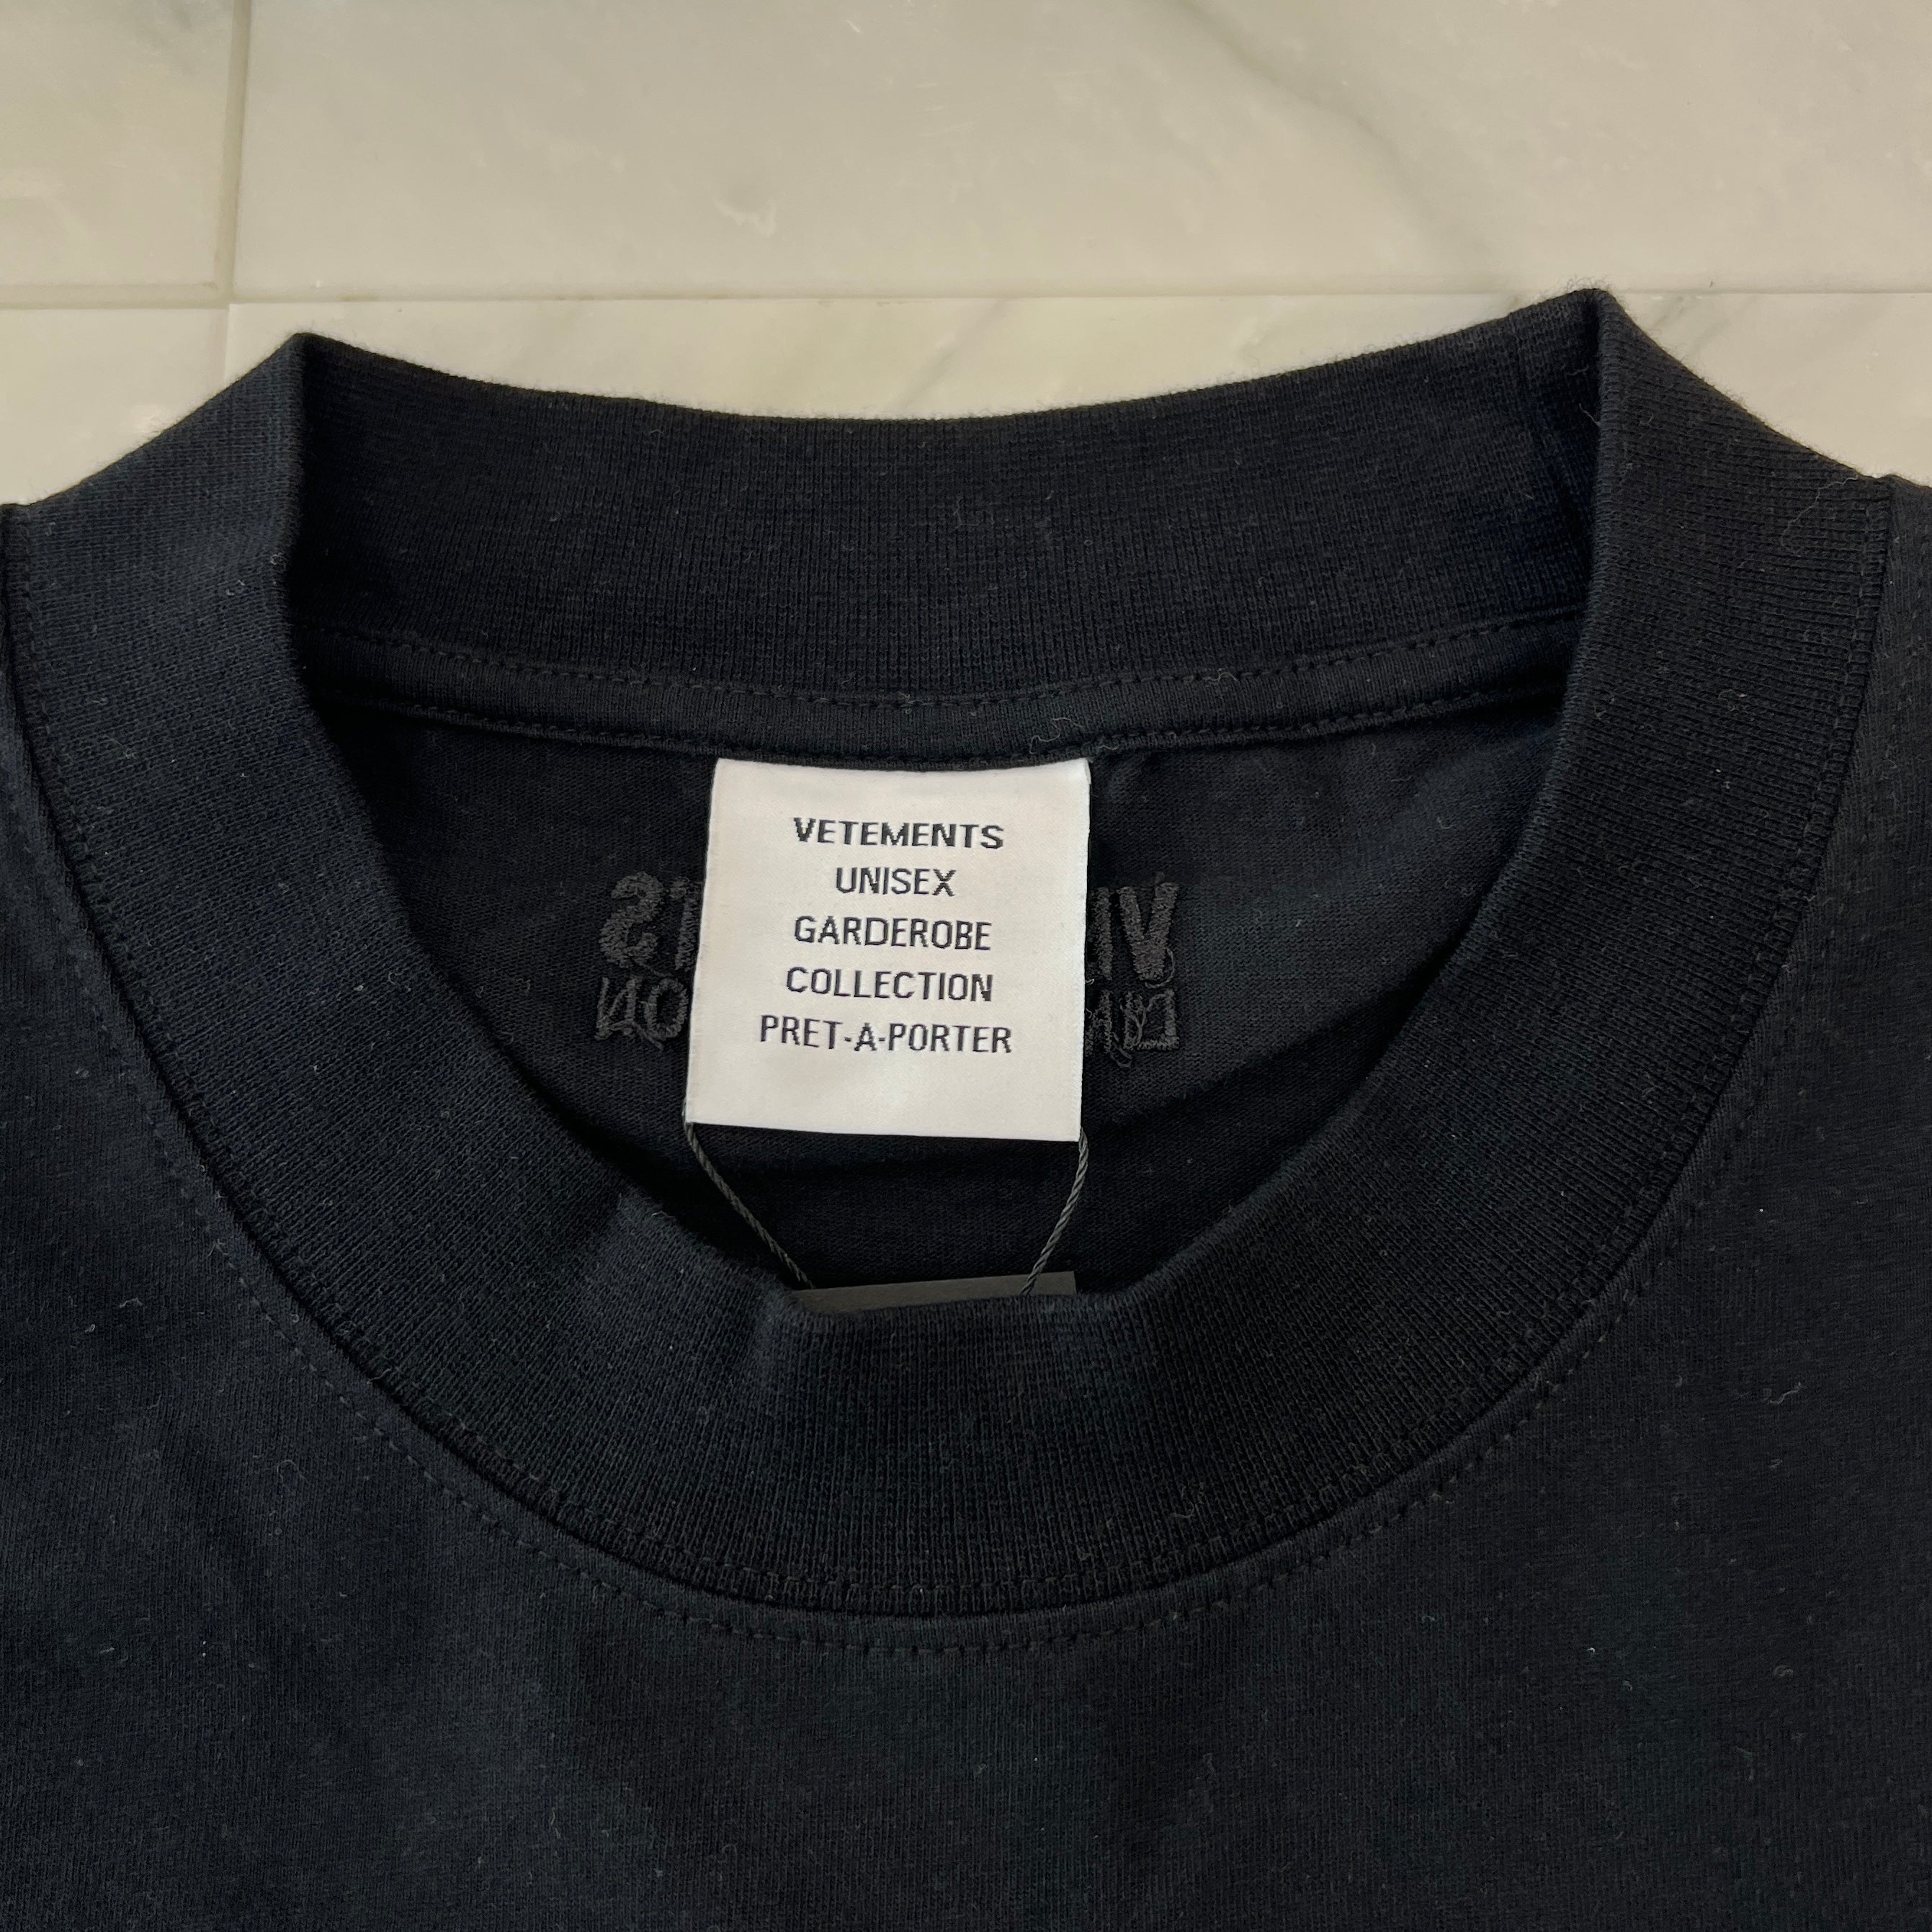 VETEMENTS
UNISEX
GARDEROBE
COLLECTION
PRET-A-PORTER